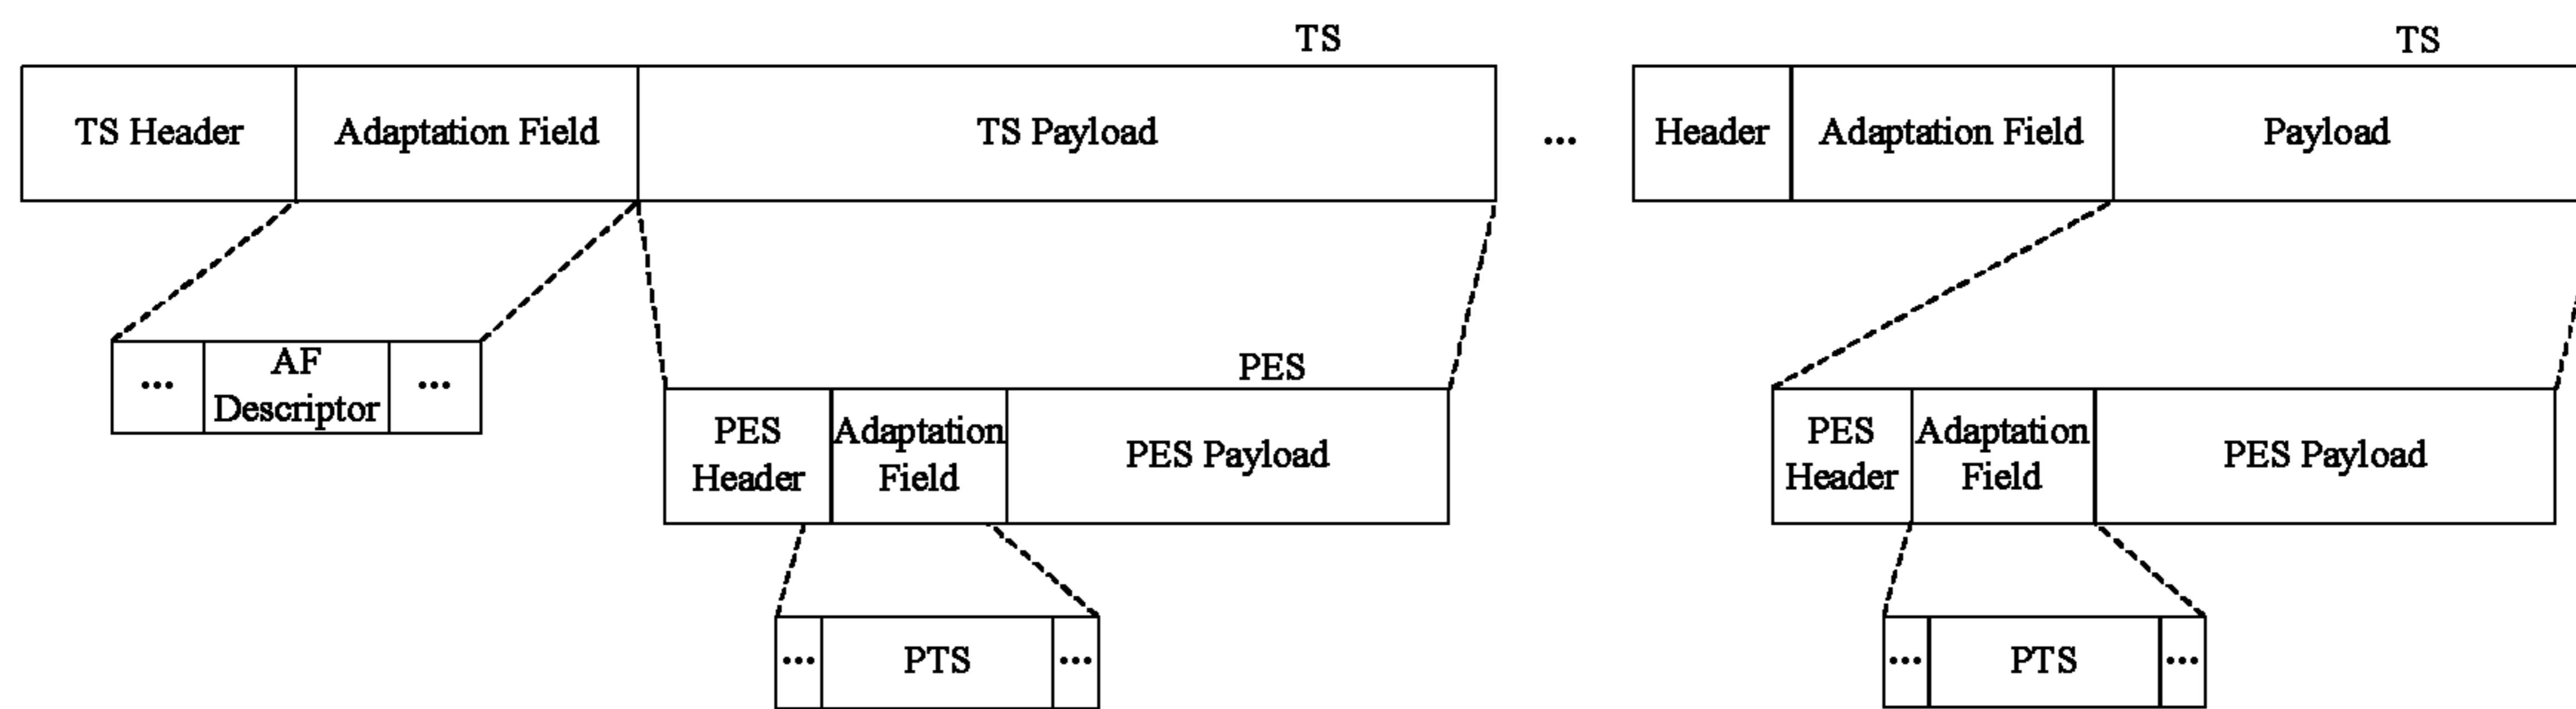 TS
TS
TS Header
Adaptation Field
TS Payload
...
Header
Adaptation Field
Payload
...
AF
Descriptor
...
PES
PES
Header
Adaptation
Field
PES Payload
PES
Header
Adaptation
Field
PES Payload
...
PTS
...
...
PTS
...